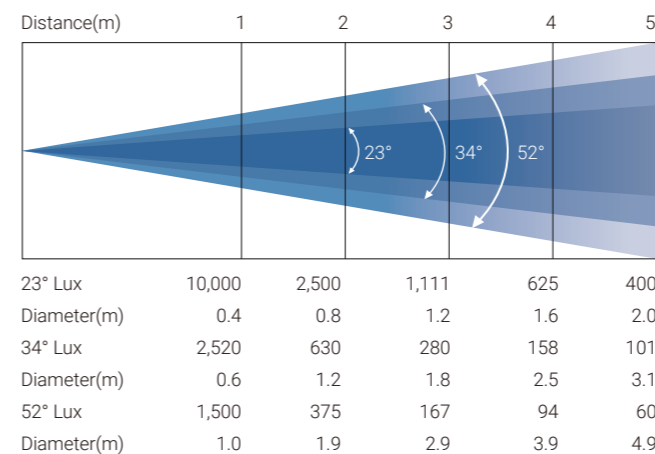 Distance(m) 1 2 3 4 5
23° 34° 52°
23° Lux 10,000 2,500 1,111 625 400
Diameter(m) 0.4 0.8 1.2 1.6 2.0
34° Lux 2,520 630 280 158 101
Diameter(m) 0.6 1.2 1.8 2.5 3.1
52° Lux 1,500 375 167 94 60
Diameter(m) 1.0 1.9 2.9 3.9 4.9